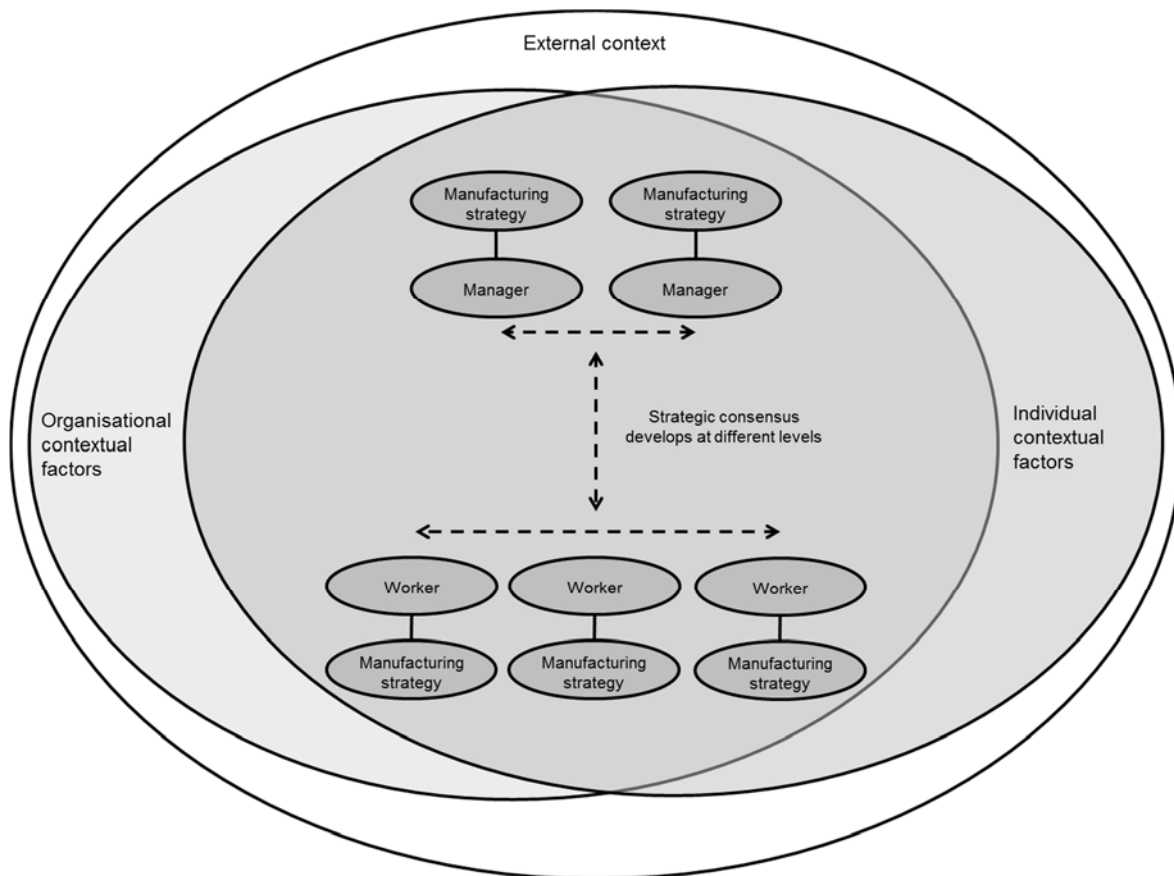 External context
Manufacturing
strategy
Manufacturing
strategy
Manager
Manager
Organisational
contextual
factors
Strategic consensus
develops at different levels
Individual
contextual
factors
Worker
Worker
Worker
Manufacturing
strategy
Manufacturing
strategy
Manufacturing
strategy